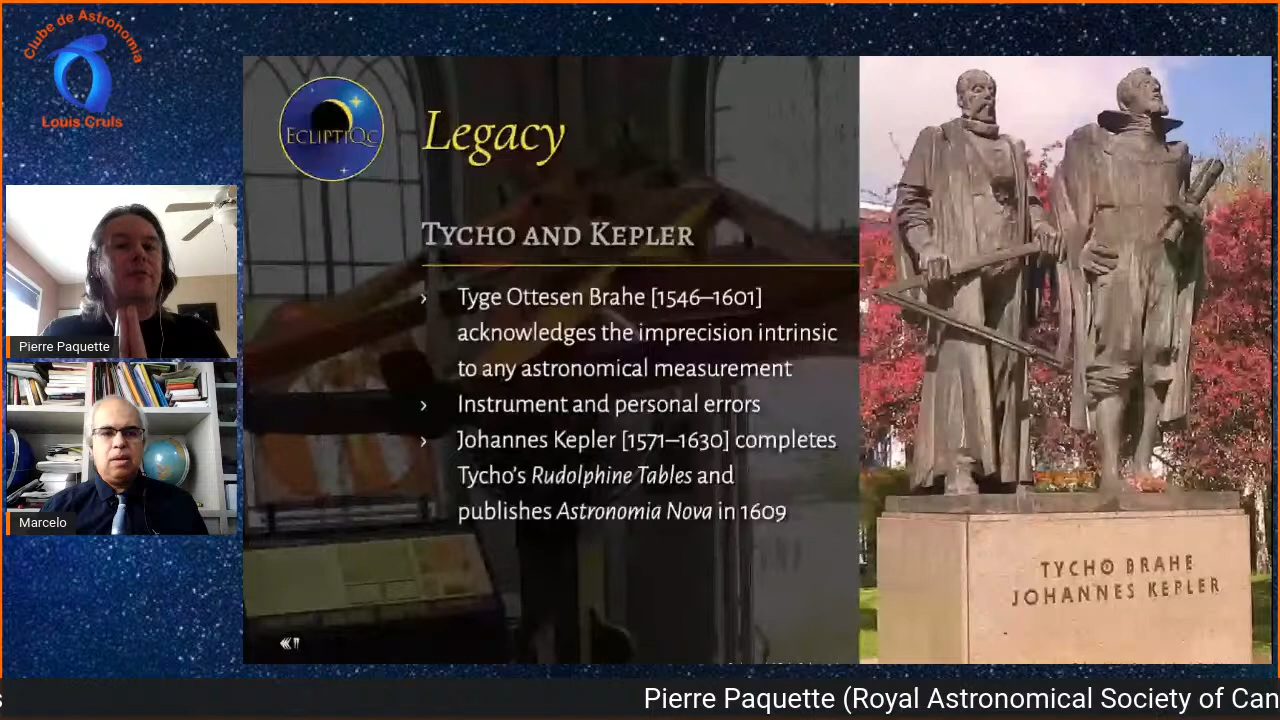 Clube de Astronomia
Louis Cruls
EcliptiQc
Legacy
Tycho and Kepler
› Tyge Ottesen Brahe [1546–1601]
acknowledges the imprecision intrinsic
to any astronomical measurement
› Instrument and personal errors
› Johannes Kepler [1571–1630] completes
Tycho’s Rudolphine Tables and
publishes Astronomia Nova in 1609
TYCHO BRAHE
JOHANNES KEPLER
Pierre Paquette
Marcelo
s
Pierre Paquette (Royal Astronomical Society of Can